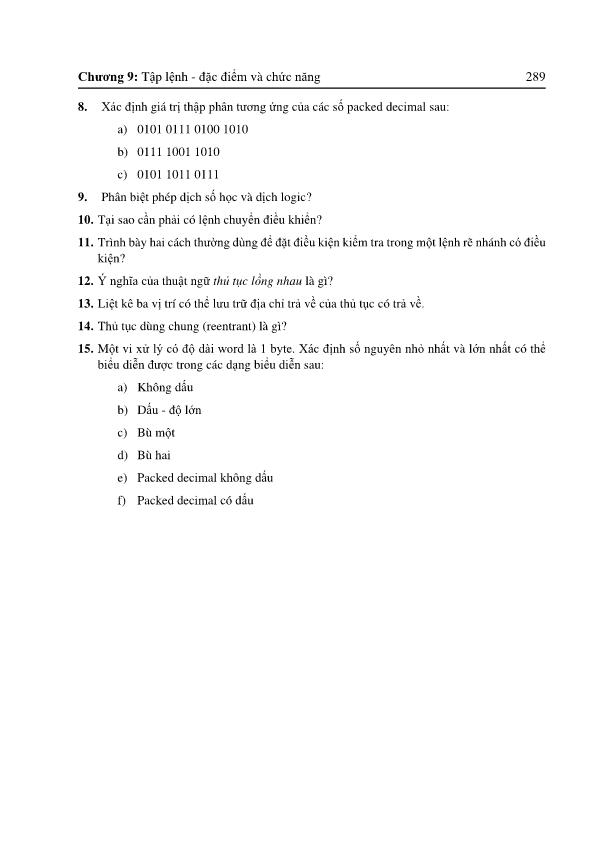 Chương 9: Tập lệnh - đặc điểm và chức năng 289
8. Xác định giá trị thập phân tương ứng của các số packed decimal sau:
a) 0101 0111 0100 1010
b) 0111 1001 1010
c) 0101 1011 0111
9. Phân biệt phép dịch số học và dịch logic?
10. Tại sao cần phải có lệnh chuyển điều khiển?
11. Trình bày hai cách thường dùng để đặt điều kiện kiểm tra trong một lệnh rẽ nhánh có điều
kiện?
12. Ý nghĩa của thuật ngữ thủ tục lồng nhau là gì?
13. Liệt kê ba vị trí có thể lưu trữ địa chỉ trả về của thủ tục có trả về.
14. Thủ tục dùng chung (reentrant) là gì?
15. Một vi xử lý có độ dài word là 1 byte. Xác định số nguyên nhỏ nhất và lớn nhất có thể
biểu diễn được trong các dạng biểu diễn sau:
a) Không dấu
b) Dấu - độ lớn
c) Bù một
d) Bù hai
e) Packed decimal không dấu
f) Packed decimal có dấu